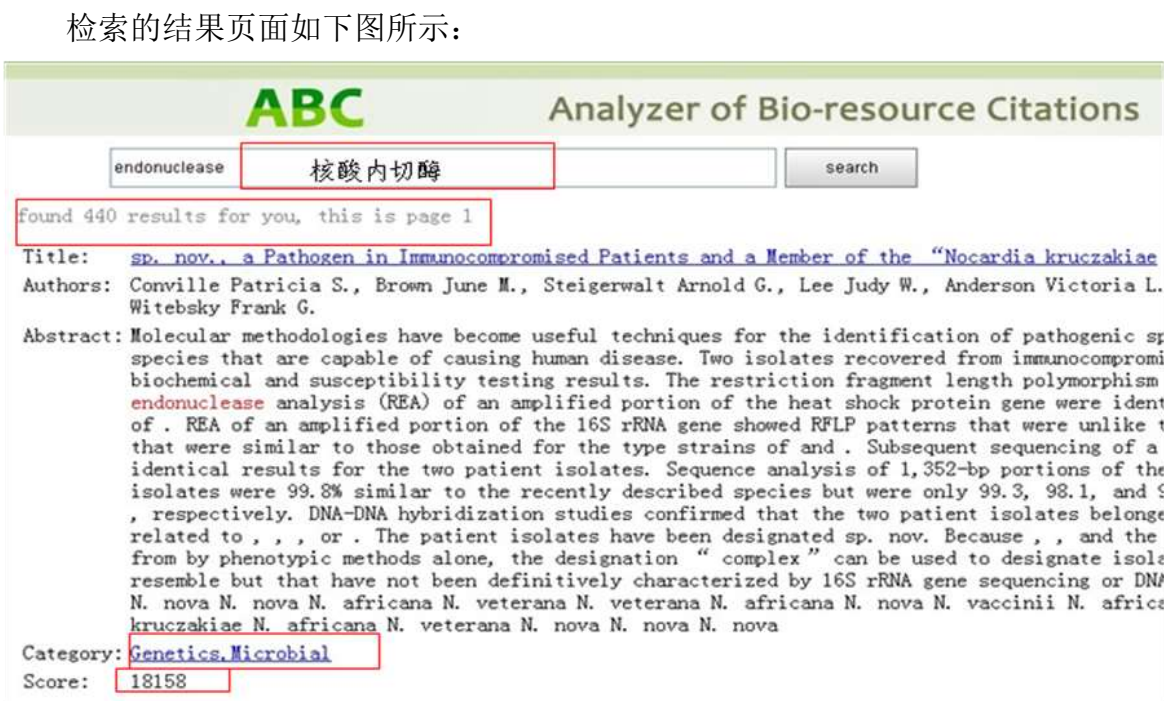 检索的结果页面如下图所示：
ABC Analyzer of Bio-resource Citations
endonuclease 核酸内切酶 search
found 440 results for you, this is page 1
Title: sp. nov., a Pathogen in Immunocompromised Patients and a Member of the “Nocardia kruczakiae
Authors: Conville Patricia S., Brown June M., Steigerwalt Arnold G., Lee Judy W., Anderson Victoria L.
Witebsky Frank G.
Abstract: Molecular methodologies have become useful techniques for the identification of pathogenic sp
species that are capable of causing human disease. Two isolates recovered from immunocompromi
biochemical and susceptibility testing results. The restriction fragment length polymorphism
endonuclease analysis (REA) of an amplified portion of the heat shock protein gene were ident
of . REA of an amplified portion of the 16S rRNA gene showed RFLP patterns that were unlike t
that were similar to those obtained for the type strains of and . Subsequent sequencing of a
identical results for the two patient isolates. Sequence analysis of 1,352-bp portions of the
isolates were 99.8% similar to the recently described species but were only 99.3, 98.1, and 9
, respectively. DNA-DNA hybridization studies confirmed that the two patient isolates belonge
related to , , , or . The patient isolates have been designated sp. nov. Because , , and the
from by phenotypic methods alone, the designation “ complex ” can be used to designate isola
resemble but that have not been definitively characterized by 16S rRNA gene sequencing or DNA
N. nova N. nova N. africana N. veterana N. veterana N. africana N. nova N. vaccinii N. africa
kruczakiae N. africana N. veterana N. nova N. nova N. nova
Category: Genetics,Microbial
Score: 18158